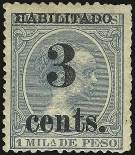 HABILITADO
3
cents.
1 MILA DE PESO